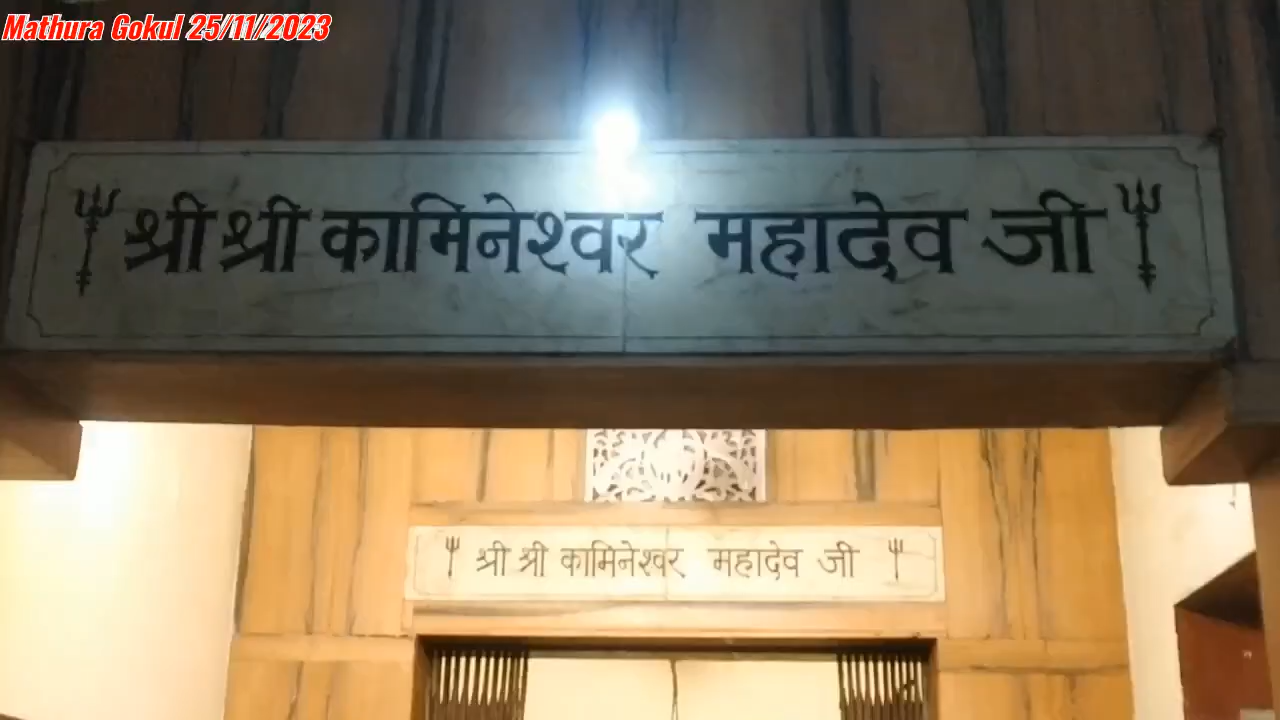 Mathura Gokul 25/11/2023
श्री श्री कामिनेश्वर महादेव जी
श्री श्री कामिनेश्वर महादेव जी